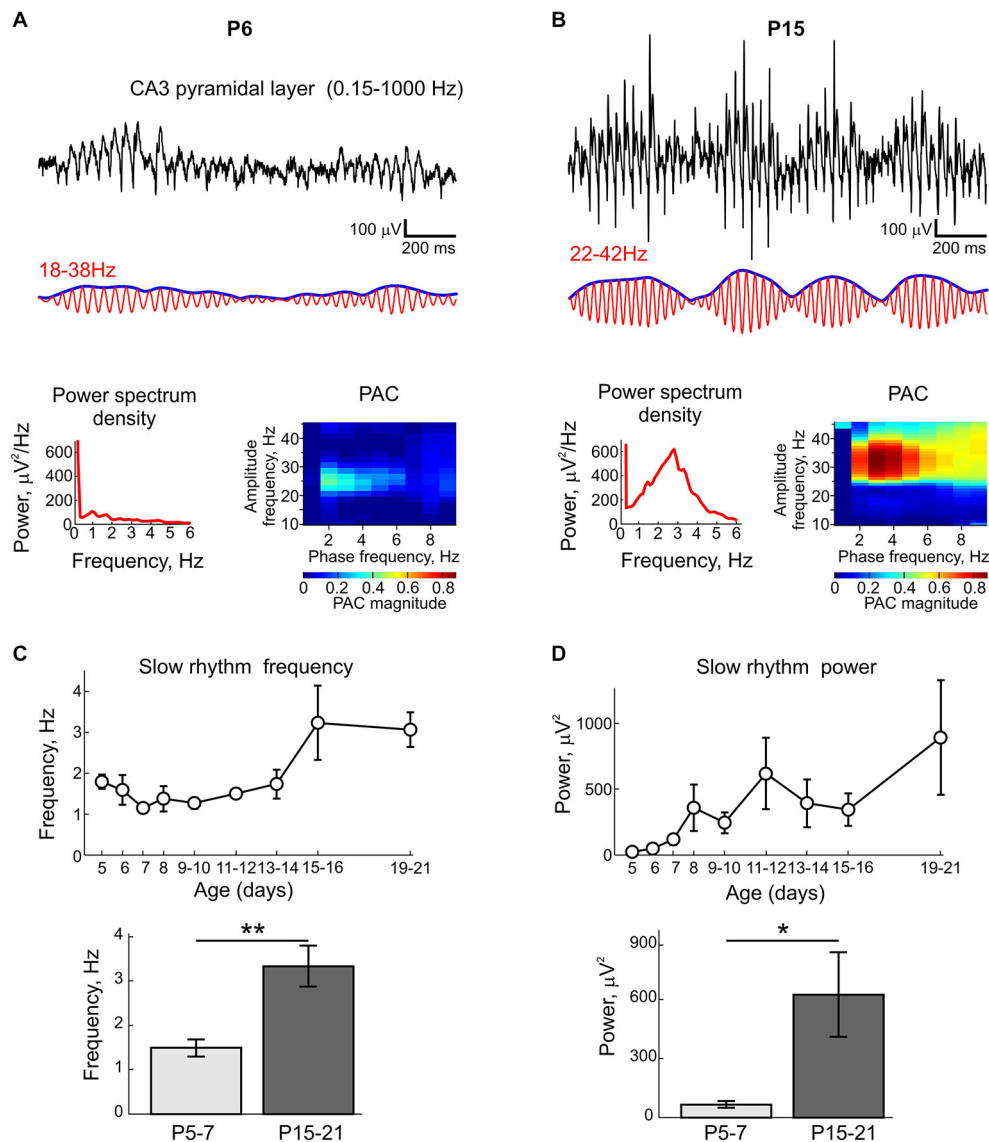 A
P6
CA3 pyramidal layer (0.15-1000 Hz)
100 μV
200 ms
18-38Hz
Power spectrum
density
Power, μV²/Hz
600
400
200
0
0 1 2 3 4 5 6
Frequency, Hz
PAC
Amplitude
frequency, Hz
40
30
20
10
2 4 6 8
Phase frequency, Hz
0 0.2 0.4 0.6 0.8
PAC magnitude
B
P15
100 μV
200 ms
22-42Hz
Power spectrum
density
Power, μV²/Hz
600
400
200
0
0 1 2 3 4 5 6
Frequency, Hz
PAC
Amplitude
frequency, Hz
40
30
20
10
2 4 6 8
Phase frequency, Hz
0 0.2 0.4 0.6 0.8
PAC magnitude
C
Slow rhythm frequency
Frequency, Hz
4
3
2
1
0
5 6 7 8 9-10 11-12 13-14 15-16 19-21
Age (days)
Frequency, Hz
4
3
2
1
0
**
P5-7 P15-21
D
Slow rhythm power
Power, μV²
1000
500
0
5 6 7 8 9-10 11-12 13-14 15-16 19-21
Age (days)
Power, μV²
900
600
300
0
*
P5-7 P15-21